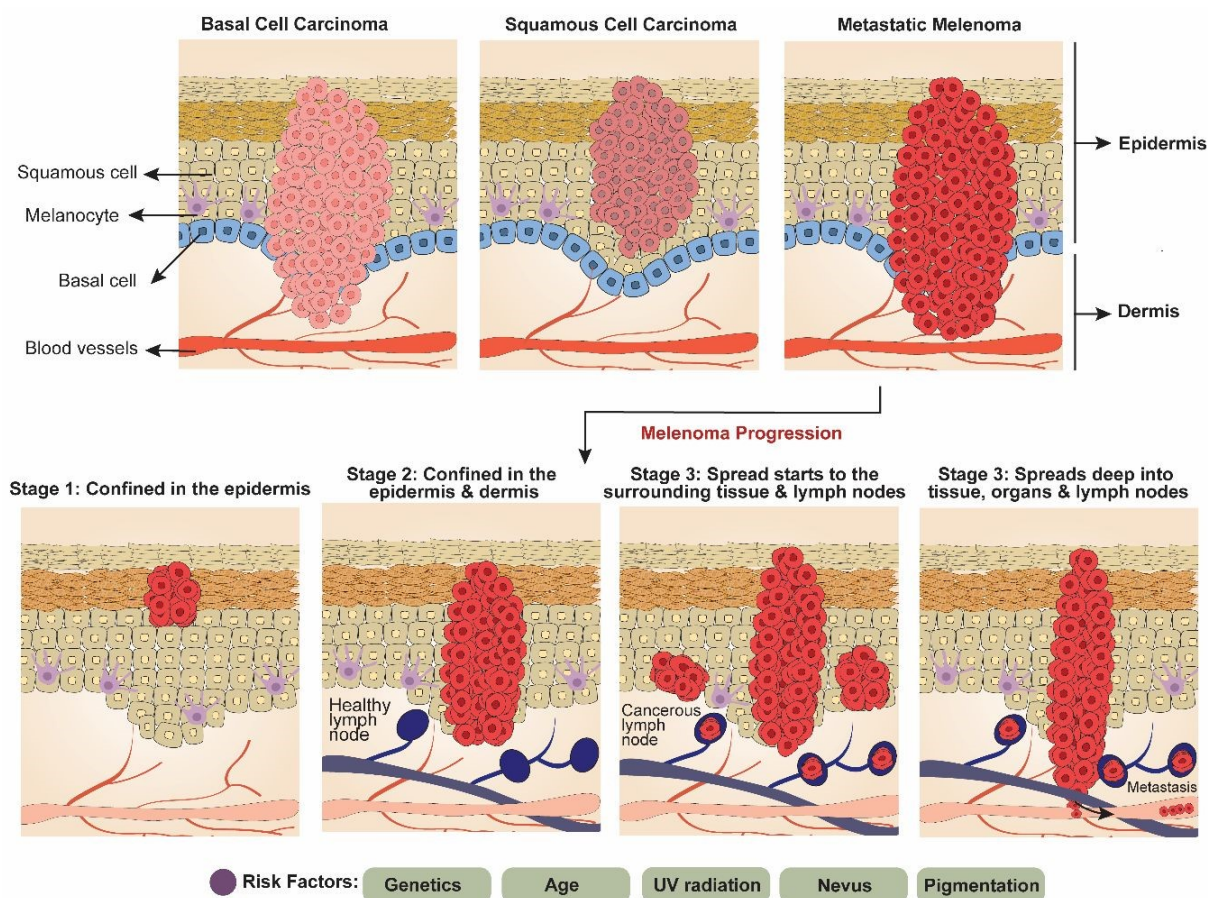 Basal Cell Carcinoma
Squamous Cell Carcinoma
Metastatic Melenoma
Squamous cell
Melanocyte
Basal cell
Blood vessels
Epidermis
Dermis
Melenoma Progression
Stage 1: Confined in the epidermis
Stage 2: Confined in the
epidermis & dermis
Stage 3: Spread starts to the
surrounding tissue & lymph nodes
Stage 3: Spreads deep into
tissue, organs & lymph nodes
Healthy
lymph
node
Cancerous
lymph
node
Metastasis
Risk Factors:
Genetics
Age
UV radiation
Nevus
Pigmentation